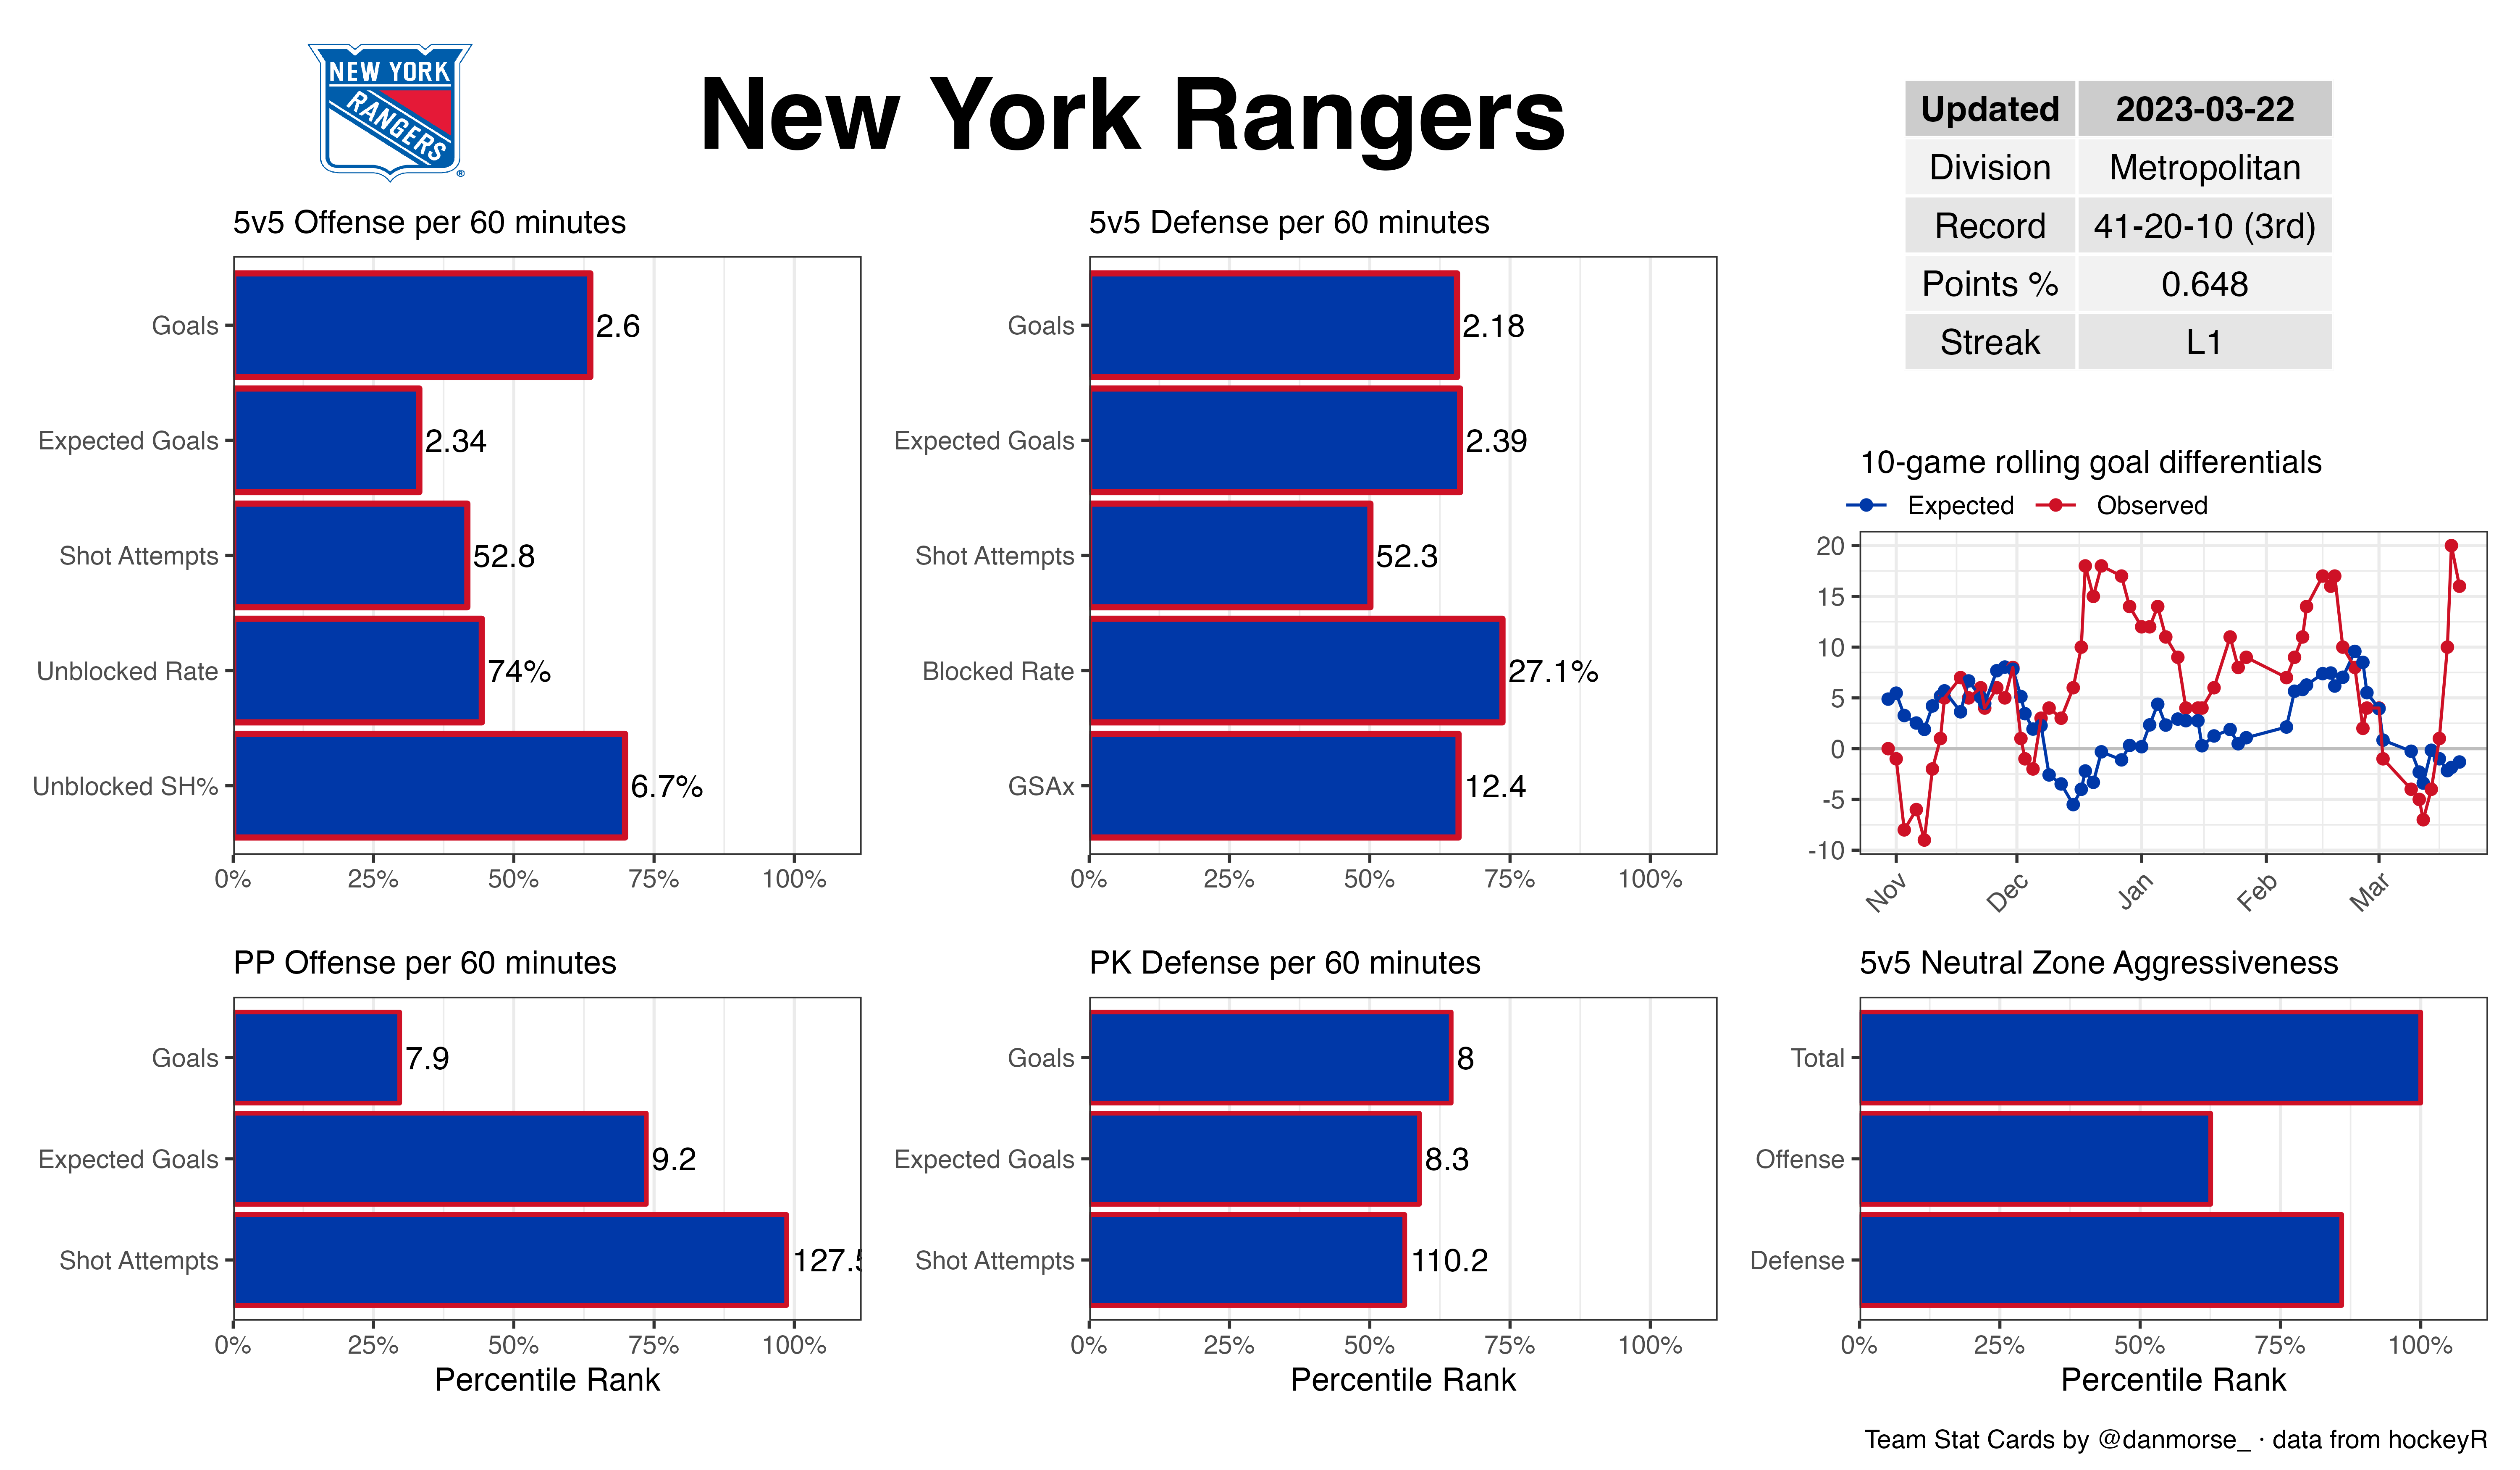 NEW YORK
RANGERS
®
New York Rangers
Updated 2023-03-22
Division Metropolitan
Record 41-20-10 (3rd)
Points % 0.648
Streak L1
5v5 Offense per 60 minutes
Goals 2.6
Expected Goals 2.34
Shot Attempts 52.8
Unblocked Rate 74%
Unblocked SH% 6.7%
0% 25% 50% 75% 100%
5v5 Defense per 60 minutes
Goals 2.18
Expected Goals 2.39
Shot Attempts 52.3
Blocked Rate 27.1%
GSAx 12.4
0% 25% 50% 75% 100%
10-game rolling goal differentials
Expected Observed
20
15
10
5
0
-5
-10
Nov Dec Jan Feb Mar
PP Offense per 60 minutes
Goals 7.9
Expected Goals 9.2
Shot Attempts 127.5
0% 25% 50% 75% 100%
Percentile Rank
PK Defense per 60 minutes
Goals 8
Expected Goals 8.3
Shot Attempts 110.2
0% 25% 50% 75% 100%
Percentile Rank
5v5 Neutral Zone Aggressiveness
Total
Offense
Defense
0% 25% 50% 75% 100%
Percentile Rank
Team Stat Cards by @danmorse_ · data from hockeyR